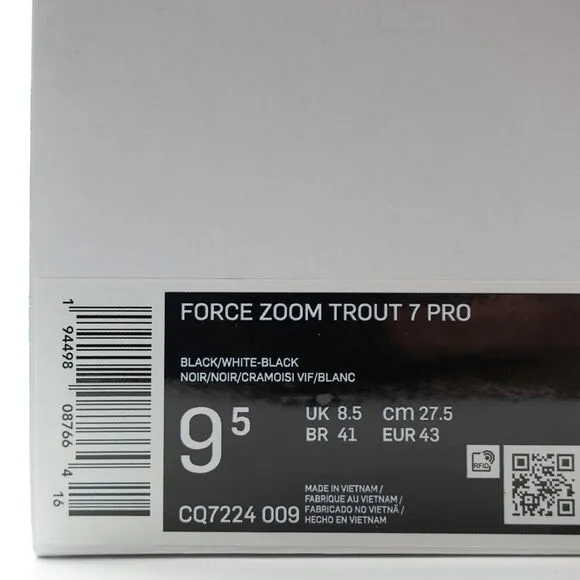 FORCE ZOOM TROUT 7 PRO
BLACK/WHITE-BLACK
NOIR/NOIR/CRAMOISI VIF/BLANC
9 5
UK 8.5 cm 27.5
BR 41 EUR 43
RFID
CQ7224 009
MADE IN VIETNAM /
FABRIQUE AU VIETNAM /
FABRICADO NO VIETNÃ /
HECHO EN VIETNAM
1 94498 08766 4 16